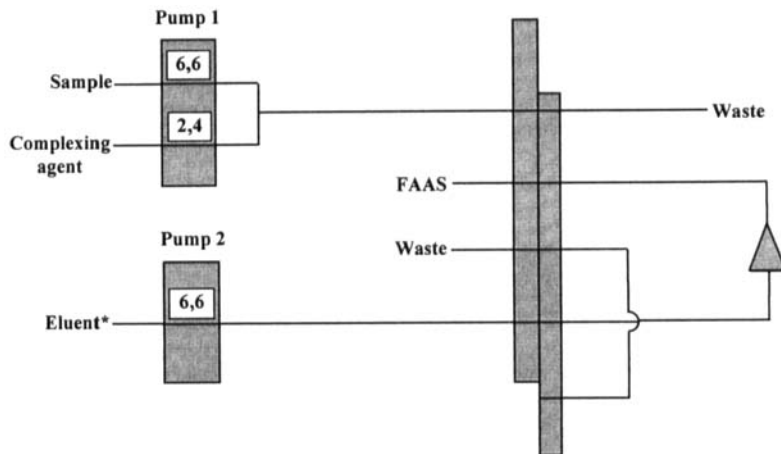 Pump 1
6,6
Sample
2,4
Complexing
agent
Waste
FAAS
Pump 2
Waste
6,6
Eluent*